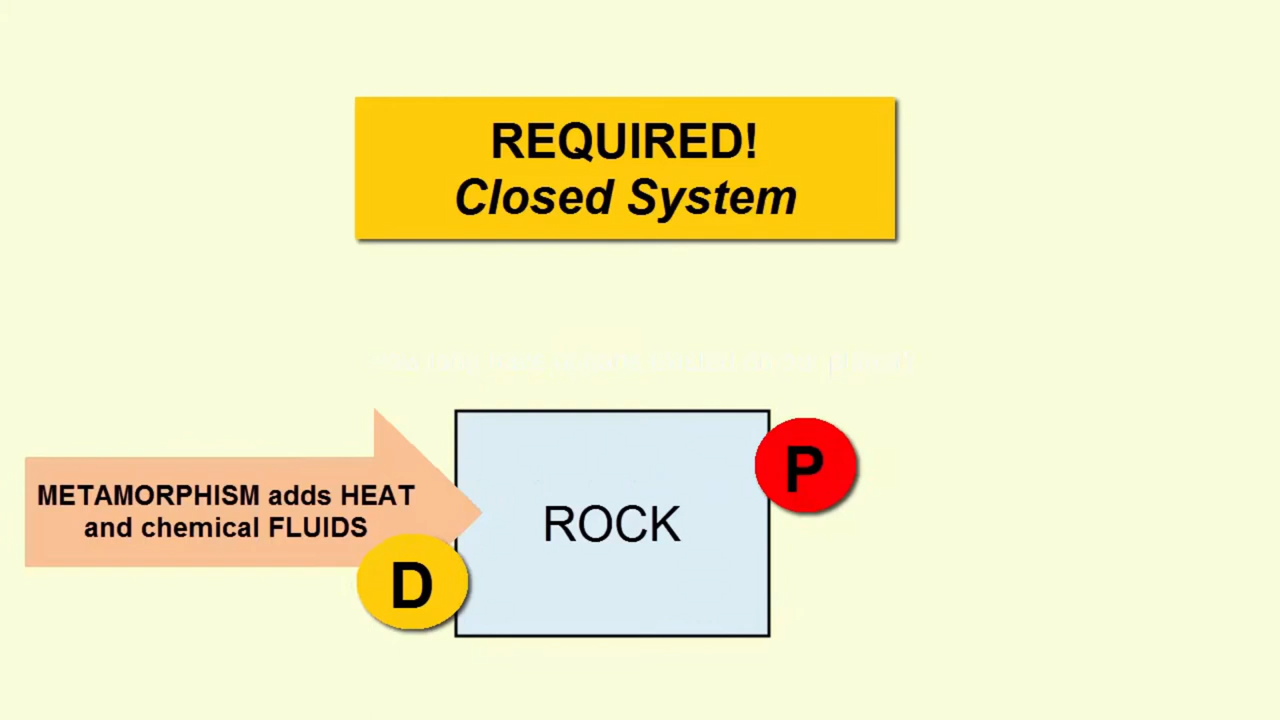 REQUIRED!
Closed System
METAMORPHISM adds HEAT
and chemical FLUIDS
ROCK
P
D